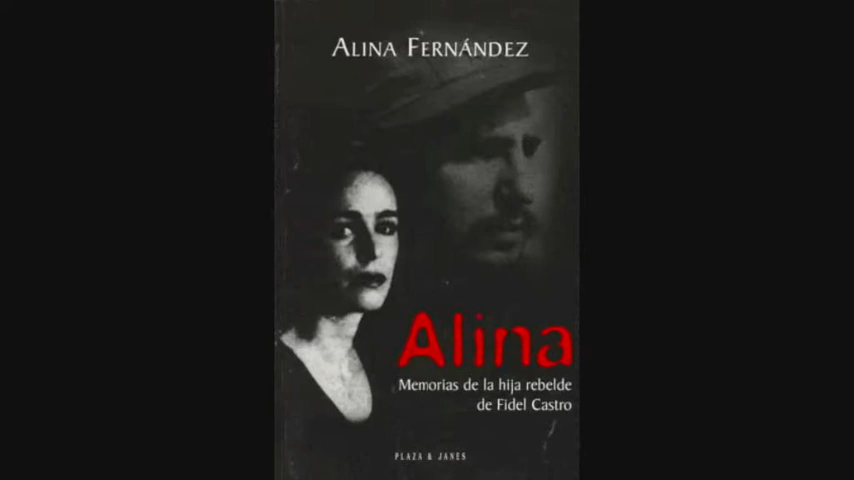 ALINA FERNÁNDEZ
Alina
Memorias de la hija rebelde
de Fidel Castro
PLAZA & JANES